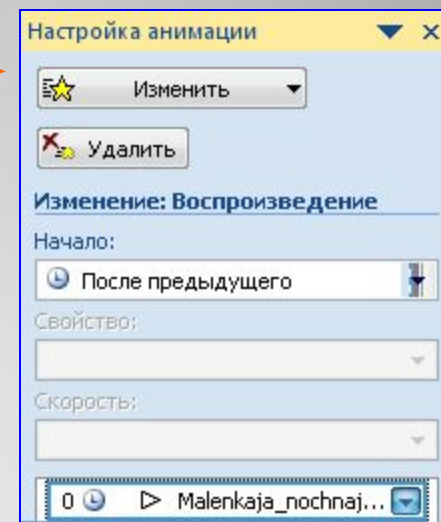 Настройка анимации
Изменить
Удалить
Изменение: Воспроизведение
Начало:
После предыдущего
Свойство:
Скорость:
0 Malenkaja_nochnaj...